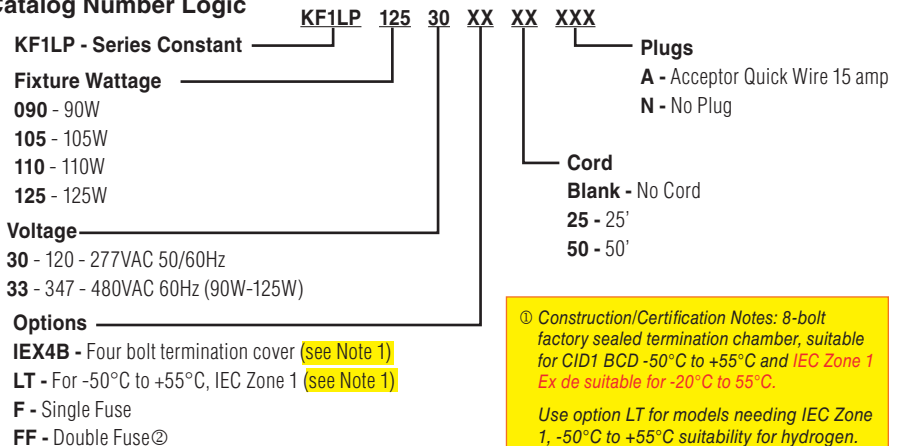 Catalog Number Logic
KF1LP 125 30 XX XX XXX
KF1LP - Series Constant
Fixture Wattage
090 - 90W
105 - 105W
110 - 110W
125 - 125W
Voltage
30 - 120 - 277VAC 50/60Hz
33 - 347 - 480VAC 60Hz (90W-125W)
Options
IEX4B - Four bolt termination cover (see Note 1)
LT - For -50°C to +55°C, IEC Zone 1 (see Note 1)
F - Single Fuse
FF - Double Fuse②
Plugs
A - Acceptor Quick Wire 15 amp
N - No Plug
Cord
Blank - No Cord
25 - 25'
50 - 50'
① Construction/Certification Notes: 8-bolt
factory sealed termination chamber, suitable
for CID1 BCD -50°C to +55°C and IEC Zone 1
Ex de suitable for -20°C to 55°C.
Use option LT for models needing IEC Zone
1, -50°C to +55°C suitability for hydrogen.